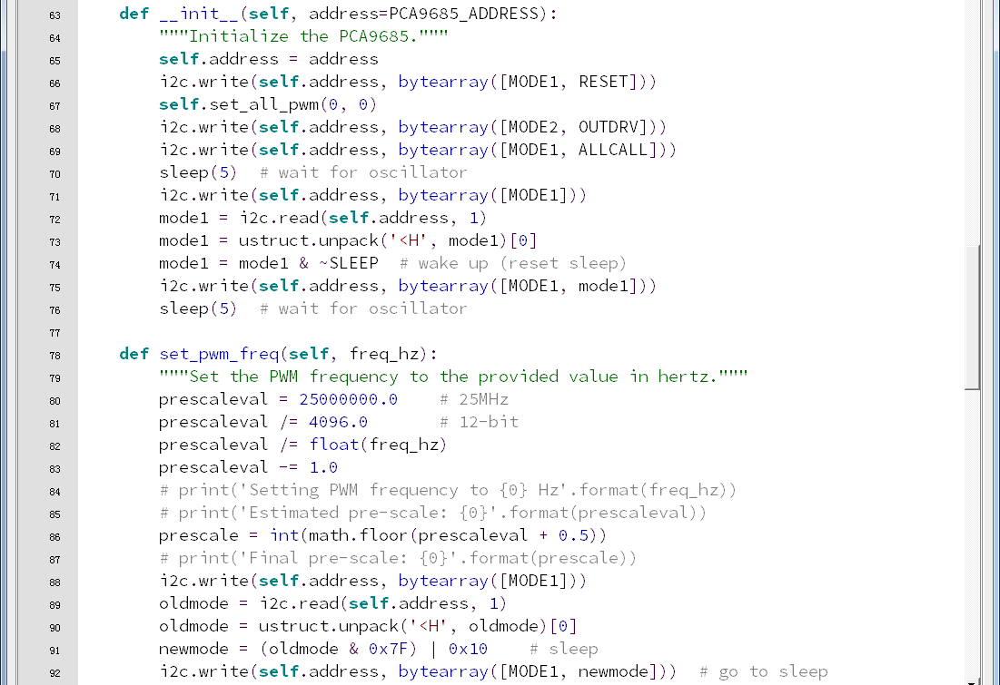 63 def __init__(self, address=PCA9685_ADDRESS):
64 """Initialize the PCA9685."""
65 self.address = address
66 i2c.write(self.address, bytearray([MODE1, RESET]))
67 self.set_all_pwm(0, 0)
68 i2c.write(self.address, bytearray([MODE2, OUTDRV]))
69 i2c.write(self.address, bytearray([MODE1, ALLCALL]))
70 sleep(5)  # wait for oscillator
71 i2c.write(self.address, bytearray([MODE1]))
72 mode1 = i2c.read(self.address, 1)
73 mode1 = ustruct.unpack('<H', mode1)[0]
74 mode1 = mode1 & ~SLEEP  # wake up (reset sleep)
75 i2c.write(self.address, bytearray([MODE1, mode1]))
76 sleep(5)  # wait for oscillator
77
78 def set_pwm_freq(self, freq_hz):
79 """Set the PWM frequency to the provided value in hertz."""
80 prescaleval = 25000000.0    # 25MHz
81 prescaleval /= 4096.0       # 12-bit
82 prescaleval /= float(freq_hz)
83 prescaleval -= 1.0
84 # print('Setting PWM frequency to {0} Hz'.format(freq_hz))
85 # print('Estimated pre-scale: {0}'.format(prescaleval))
86 prescale = int(math.floor(prescaleval + 0.5))
87 # print('Final pre-scale: {0}'.format(prescale))
88 i2c.write(self.address, bytearray([MODE1]))
89 oldmode = i2c.read(self.address, 1)
90 oldmode = ustruct.unpack('<H', oldmode)[0]
91 newmode = (oldmode & 0x7F) | 0x10    # sleep
92 i2c.write(self.address, bytearray([MODE1, newmode]))  # go to sleep